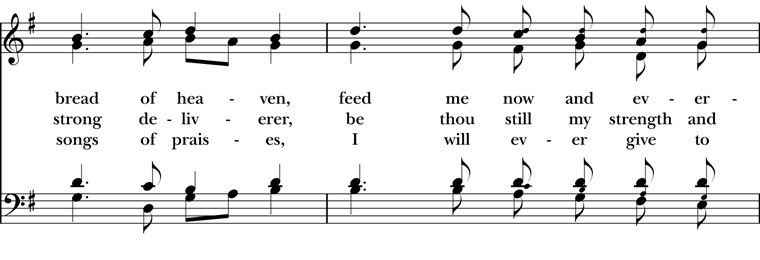 bread of hea - ven, feed me now and ev - er -
strong de - liv - erer, be thou still my strength and
songs of prais - es, I will ev - er give to